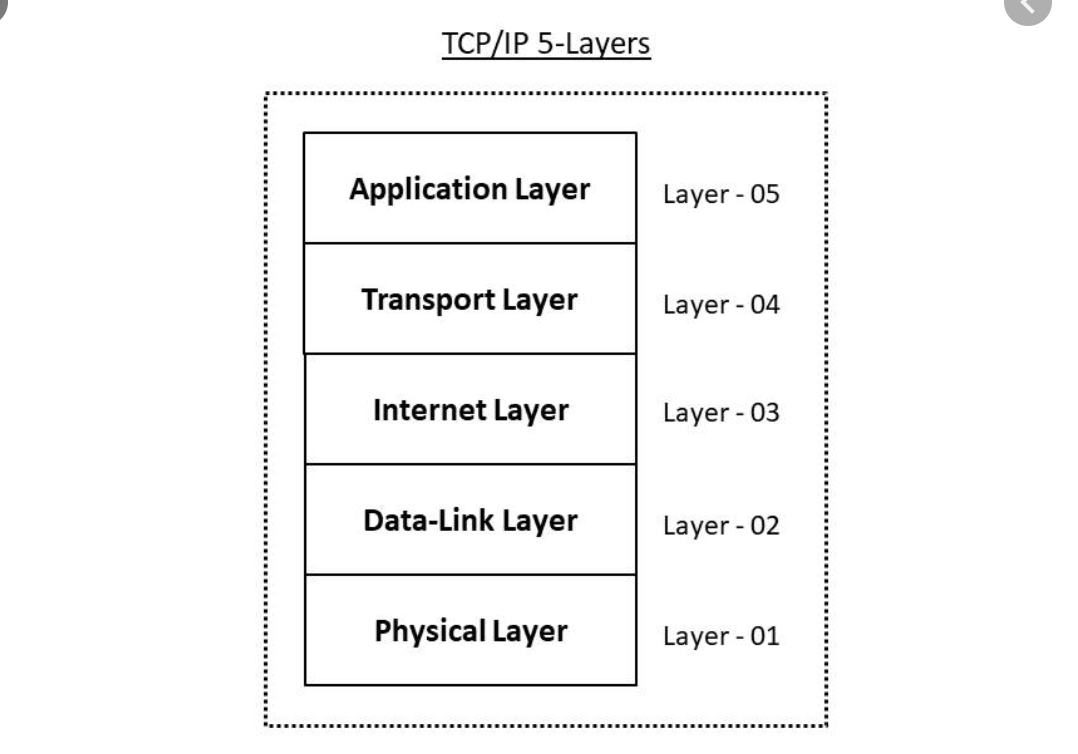 TCP/IP 5-Layers
Application Layer Layer - 05
Transport Layer Layer - 04
Internet Layer Layer - 03
Data-Link Layer Layer - 02
Physical Layer Layer - 01